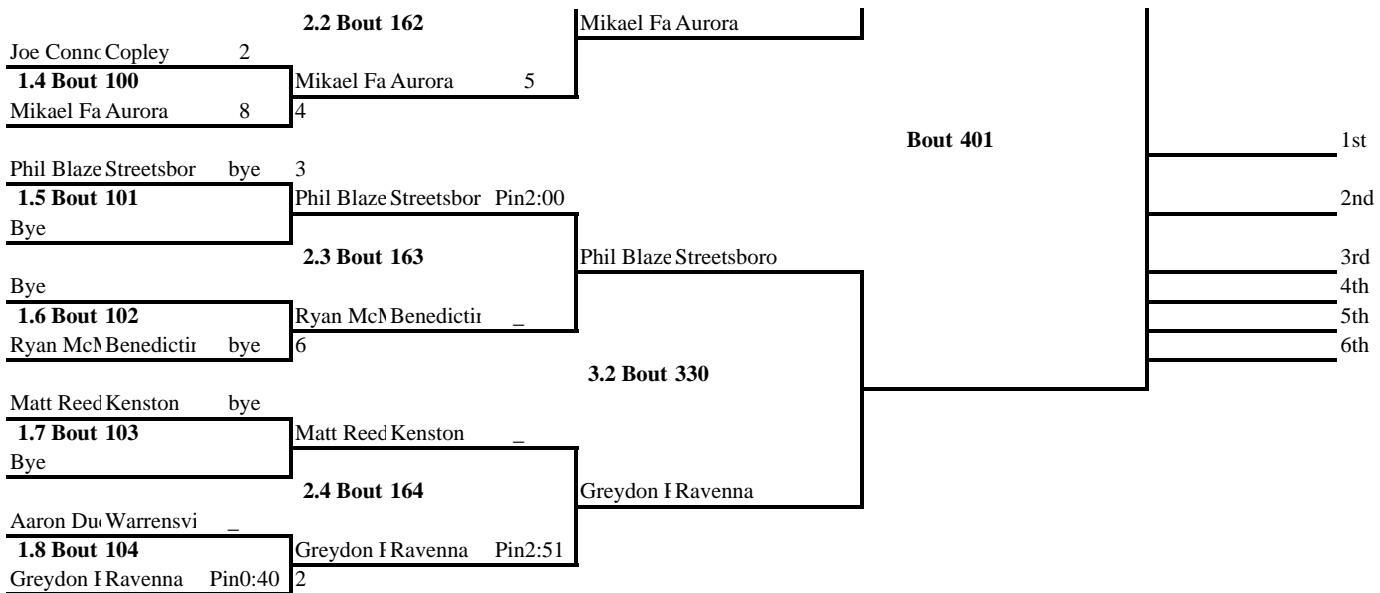 2.2 Bout 162 Mikael Fa Aurora
Joe Conno Copley 2
1.4 Bout 100 Mikael Fa Aurora 5
Mikael Fa Aurora 8 4
Bout 401 1st
Phil Blaze Streetsbor bye 3
1.5 Bout 101 Phil Blaze Streetsbor Pin2:00 2nd
Bye
2.3 Bout 163 Phil Blaze Streetsboro 3rd
Bye 4th
1.6 Bout 102 Ryan McM Benedictin _ 5th
Ryan McM Benedictin bye 6 6th
3.2 Bout 330
Matt Reed Kenston bye
1.7 Bout 103 Matt Reed Kenston _
Bye
2.4 Bout 164 Greydon Ravenna
Aaron Du Warrensvi _
1.8 Bout 104 Greydon Ravenna Pin2:51
Greydon Ravenna Pin0:40 2